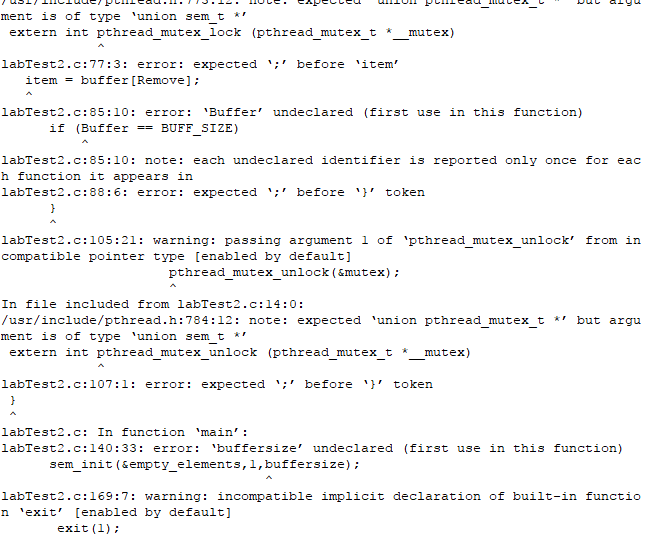 /usr/include/pthread.h:773:12: note: expected ‘union pthread_mutex_t *’ but argu
ment is of type ‘union sem_t *’
 extern int pthread_mutex_lock (pthread_mutex_t *__mutex)
            ^
labTest2.c:77:3: error: expected ‘;’ before ‘item’
   item = buffer[Remove];
   ^
labTest2.c:85:10: error: ‘Buffer’ undeclared (first use in this function)
      if (Buffer == BUFF_SIZE)
          ^
labTest2.c:85:10: note: each undeclared identifier is reported only once for eac
h function it appears in
labTest2.c:88:6: error: expected ‘;’ before ‘}’ token
      }
      ^
labTest2.c:105:21: warning: passing argument 1 of ‘pthread_mutex_unlock’ from in
compatible pointer type [enabled by default]
                     pthread_mutex_unlock(&mutex);
                     ^
In file included from labTest2.c:14:0:
/usr/include/pthread.h:784:12: note: expected ‘union pthread_mutex_t *’ but argu
ment is of type ‘union sem_t *’
 extern int pthread_mutex_unlock (pthread_mutex_t *__mutex)
            ^
labTest2.c:107:1: error: expected ‘;’ before ‘}’ token
 }
 ^
labTest2.c: In function ‘main’:
labTest2.c:140:33: error: ‘buffersize’ undeclared (first use in this function)
      sem_init(&empty_elements,1,buffersize);
                                 ^
labTest2.c:169:7: warning: incompatible implicit declaration of built-in functio
n ‘exit’ [enabled by default]
       exit(1);